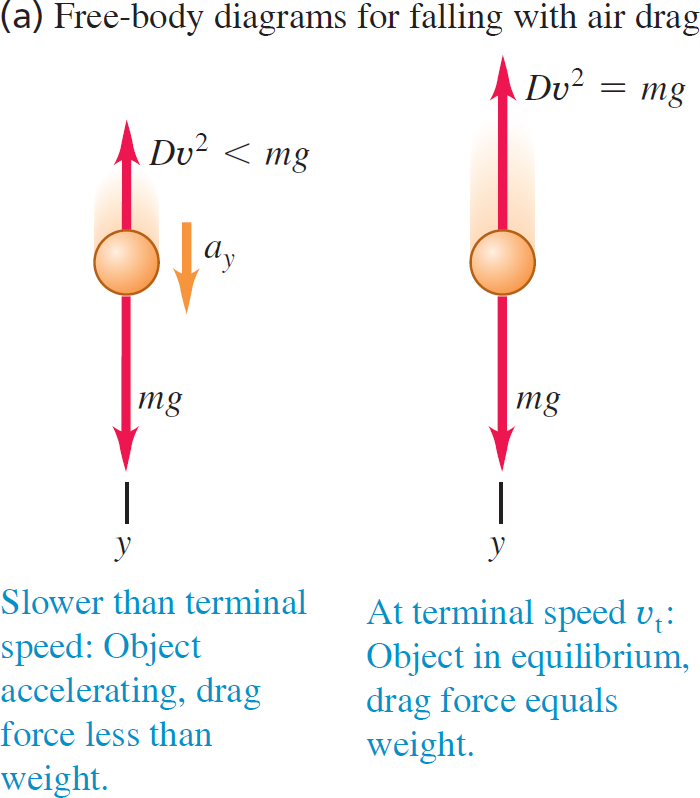 (a) Free-body diagrams for falling with air drag
Dv² < mg
a_y
mg
y
Slower than terminal
speed: Object
accelerating, drag
force less than
weight.
Dv² = mg
mg
y
At terminal speed v_t:
Object in equilibrium,
drag force equals
weight.